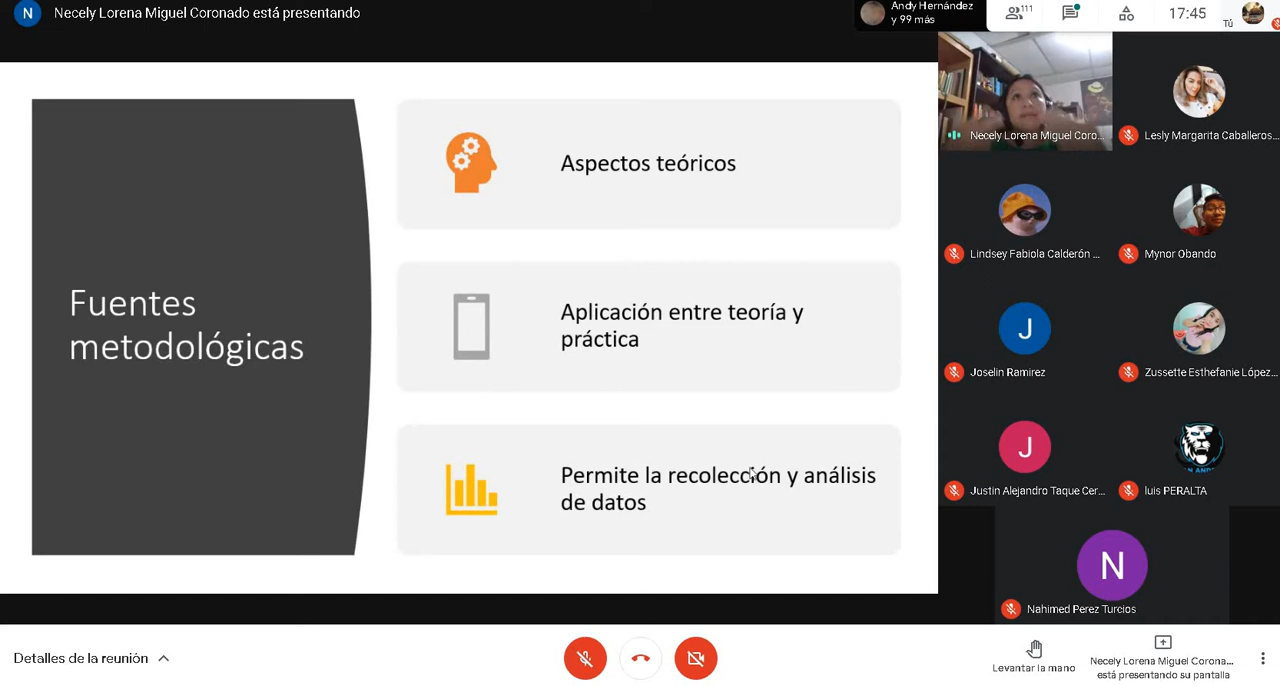 N
Necely Lorena Miguel Coronado está presentando
Andy Hernández
y 99 más
111
17:45
Tú
Fuentes
metodológicas
Aspectos teóricos
Aplicación entre teoría y
práctica
Permite la recolección y análisis
de datos
Necely Lorena Miguel Coro...
Lesly Margarita Caballeros...
Lindsey Fabiola Calderón ...
Mynor Obando
J
Joselin Ramirez
Zussette Esthefanie López...
J
Justin Alejandro Taque Cer...
luis PERALTA
N
Nahimed Perez Turcios
Detalles de la reunión
Levantar la mano
Necely Lorena Miguel Corona...
está presentando su pantalla